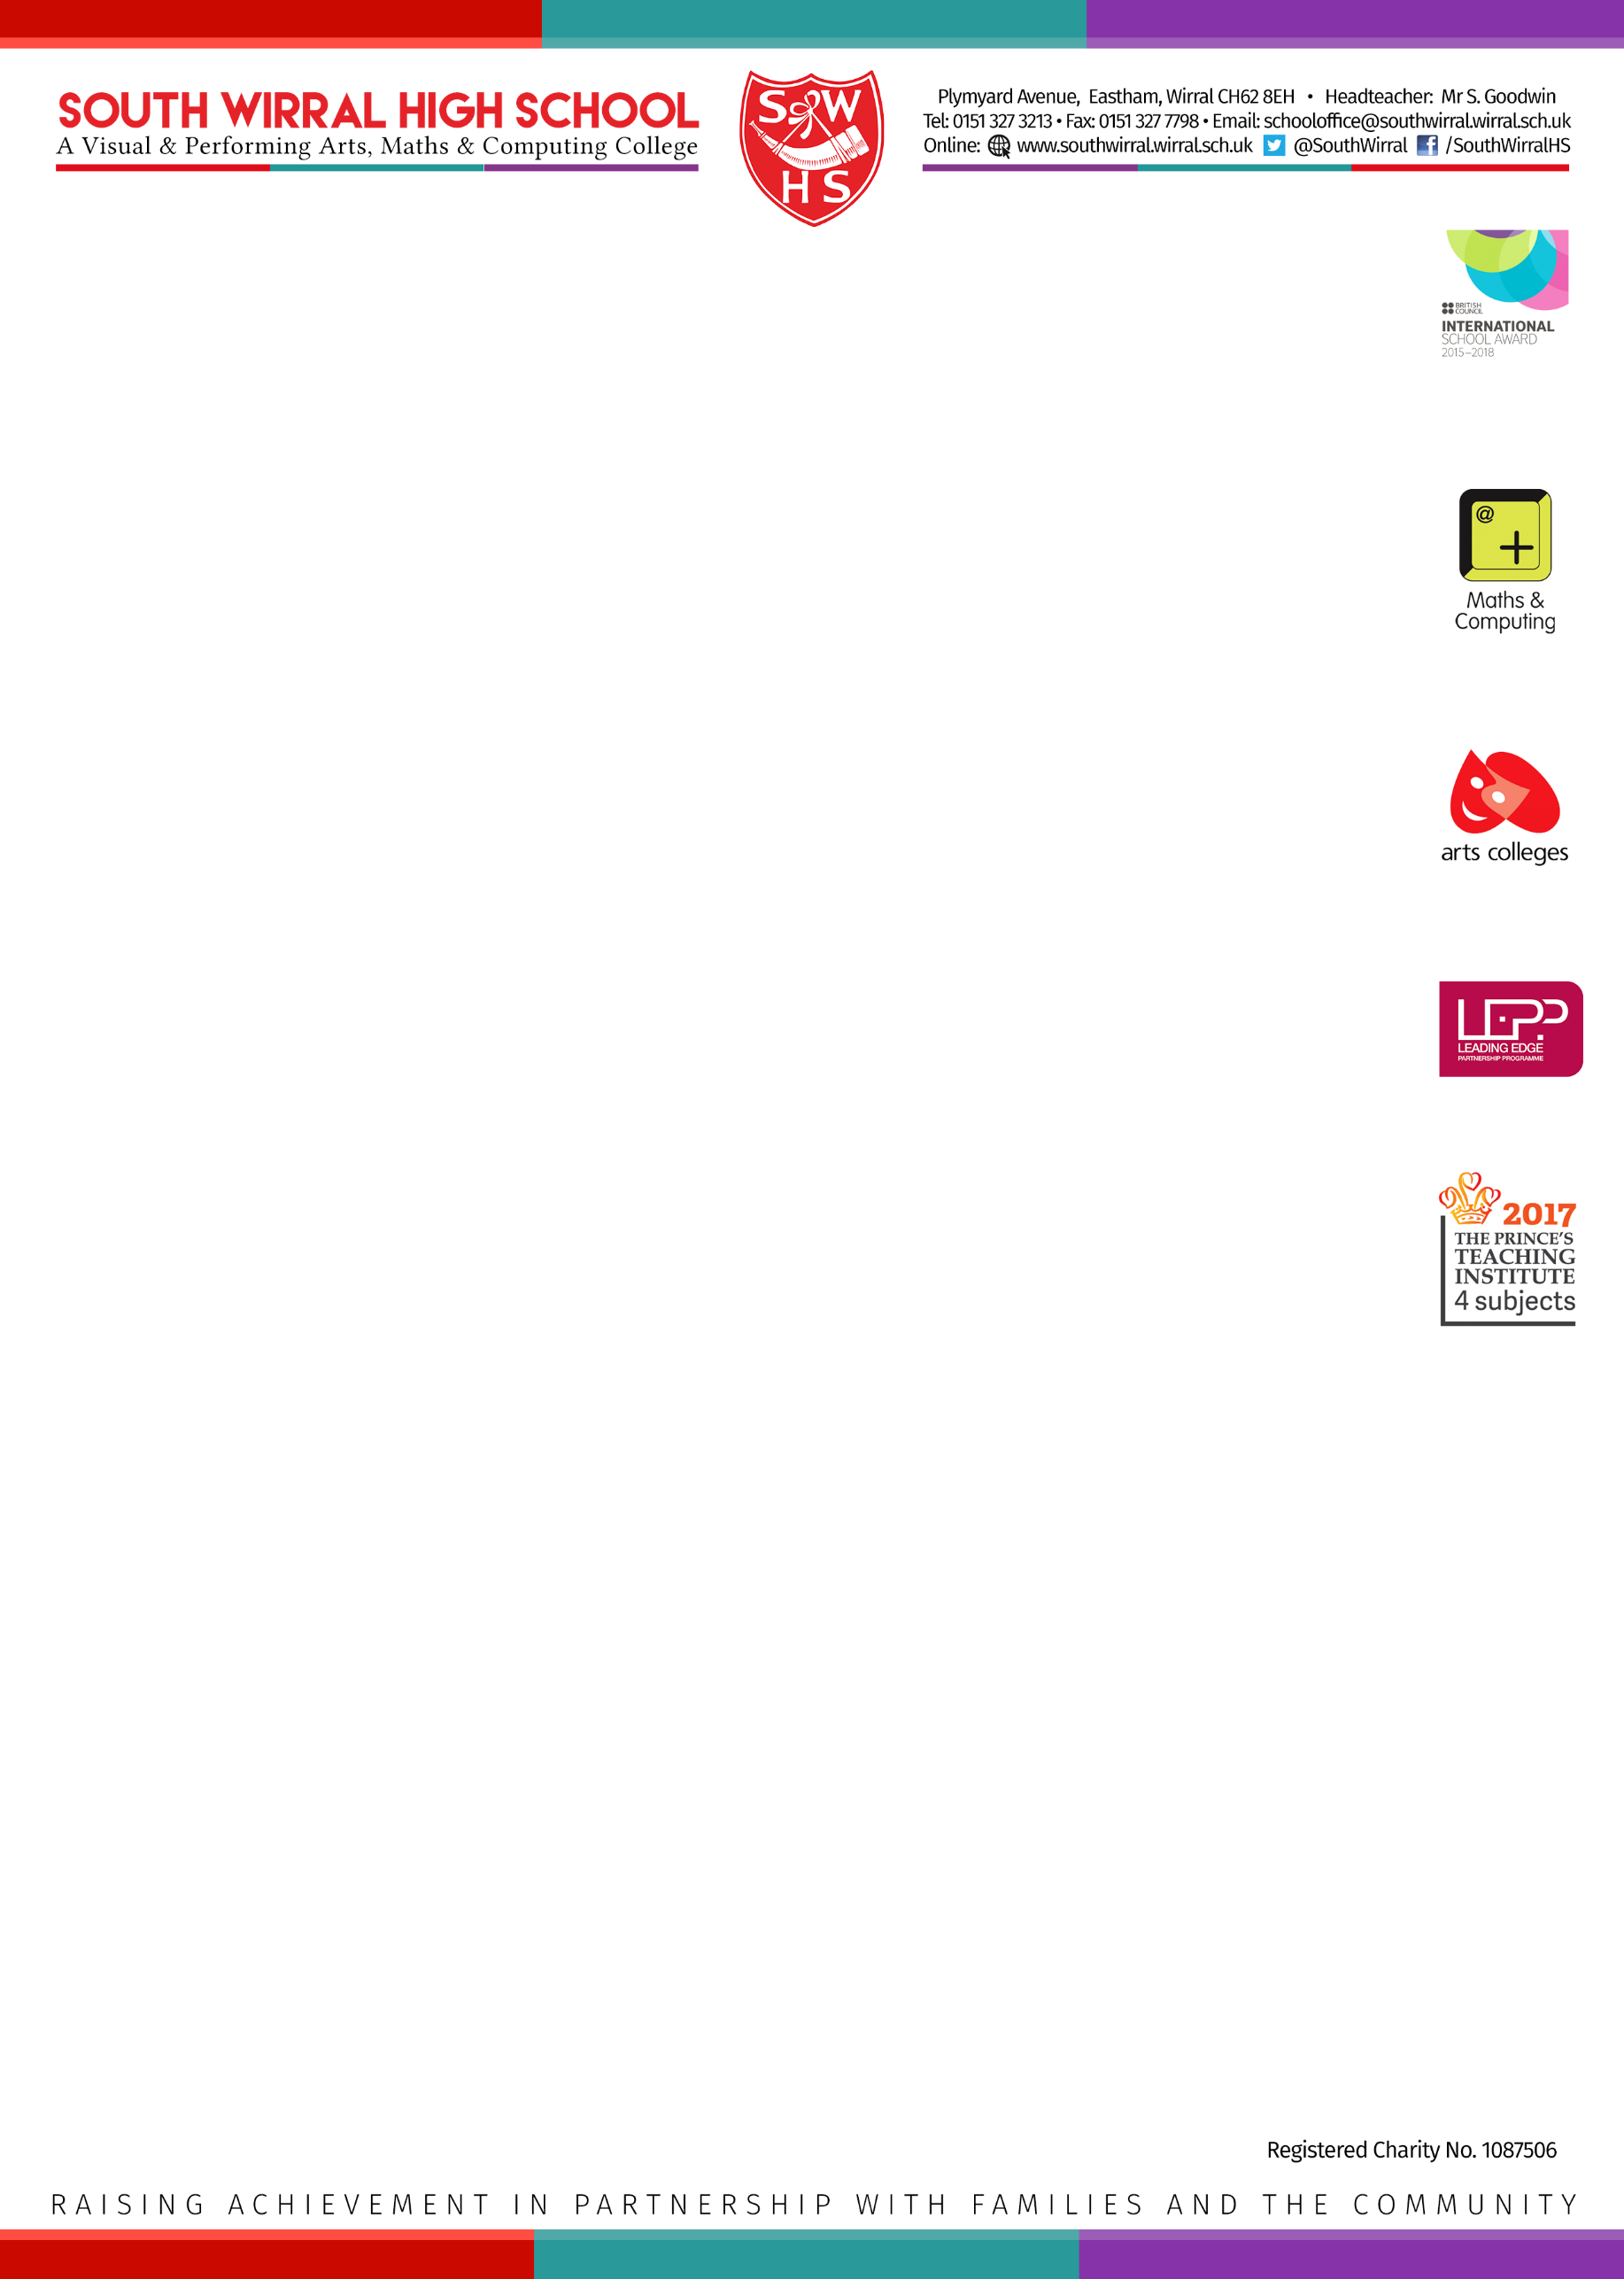 SOUTH WIRRAL HIGH SCHOOL
A Visual & Performing Arts, Maths & Computing College
S W
H S
Plymyard Avenue, Eastham, Wirral CH62 8EH • Headteacher: Mr S. Goodwin
Tel: 0151 327 3213 • Fax: 0151 327 7798 • Email: schooloffice@southwirral.wirral.sch.uk
Online: www.southwirral.wirral.sch.uk @SouthWirral /SouthWirralHS
BRITISH
COUNCIL
INTERNATIONAL
SCHOOL AWARD
2015–2018
@
+
Maths &
Computing
arts colleges
LEPP
LEADING EDGE
PARTNERSHIP PROGRAMME
2017
THE PRINCE'S
TEACHING
INSTITUTE
4 subjects
Registered Charity No. 1087506
RAISING ACHIEVEMENT IN PARTNERSHIP WITH FAMILIES AND THE COMMUNITY